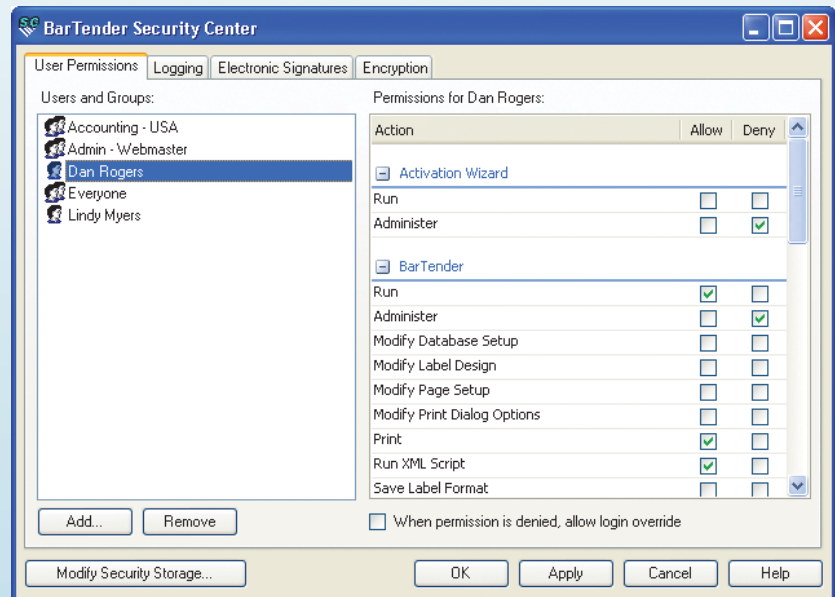 BarTender Security Center
User Permissions Logging Electronic Signatures Encryption
Users and Groups:
Accounting - USA
Admin - Webmaster
Dan Rogers
Everyone
Lindy Myers
Add... Remove
Permissions for Dan Rogers:
Action Allow Deny
Activation Wizard
Run
Administer
BarTender
Run
Administer
Modify Database Setup
Modify Label Design
Modify Page Setup
Modify Print Dialog Options
Print
Run XML Script
Save Label Format
When permission is denied, allow login override
Modify Security Storage... OK Apply Cancel Help